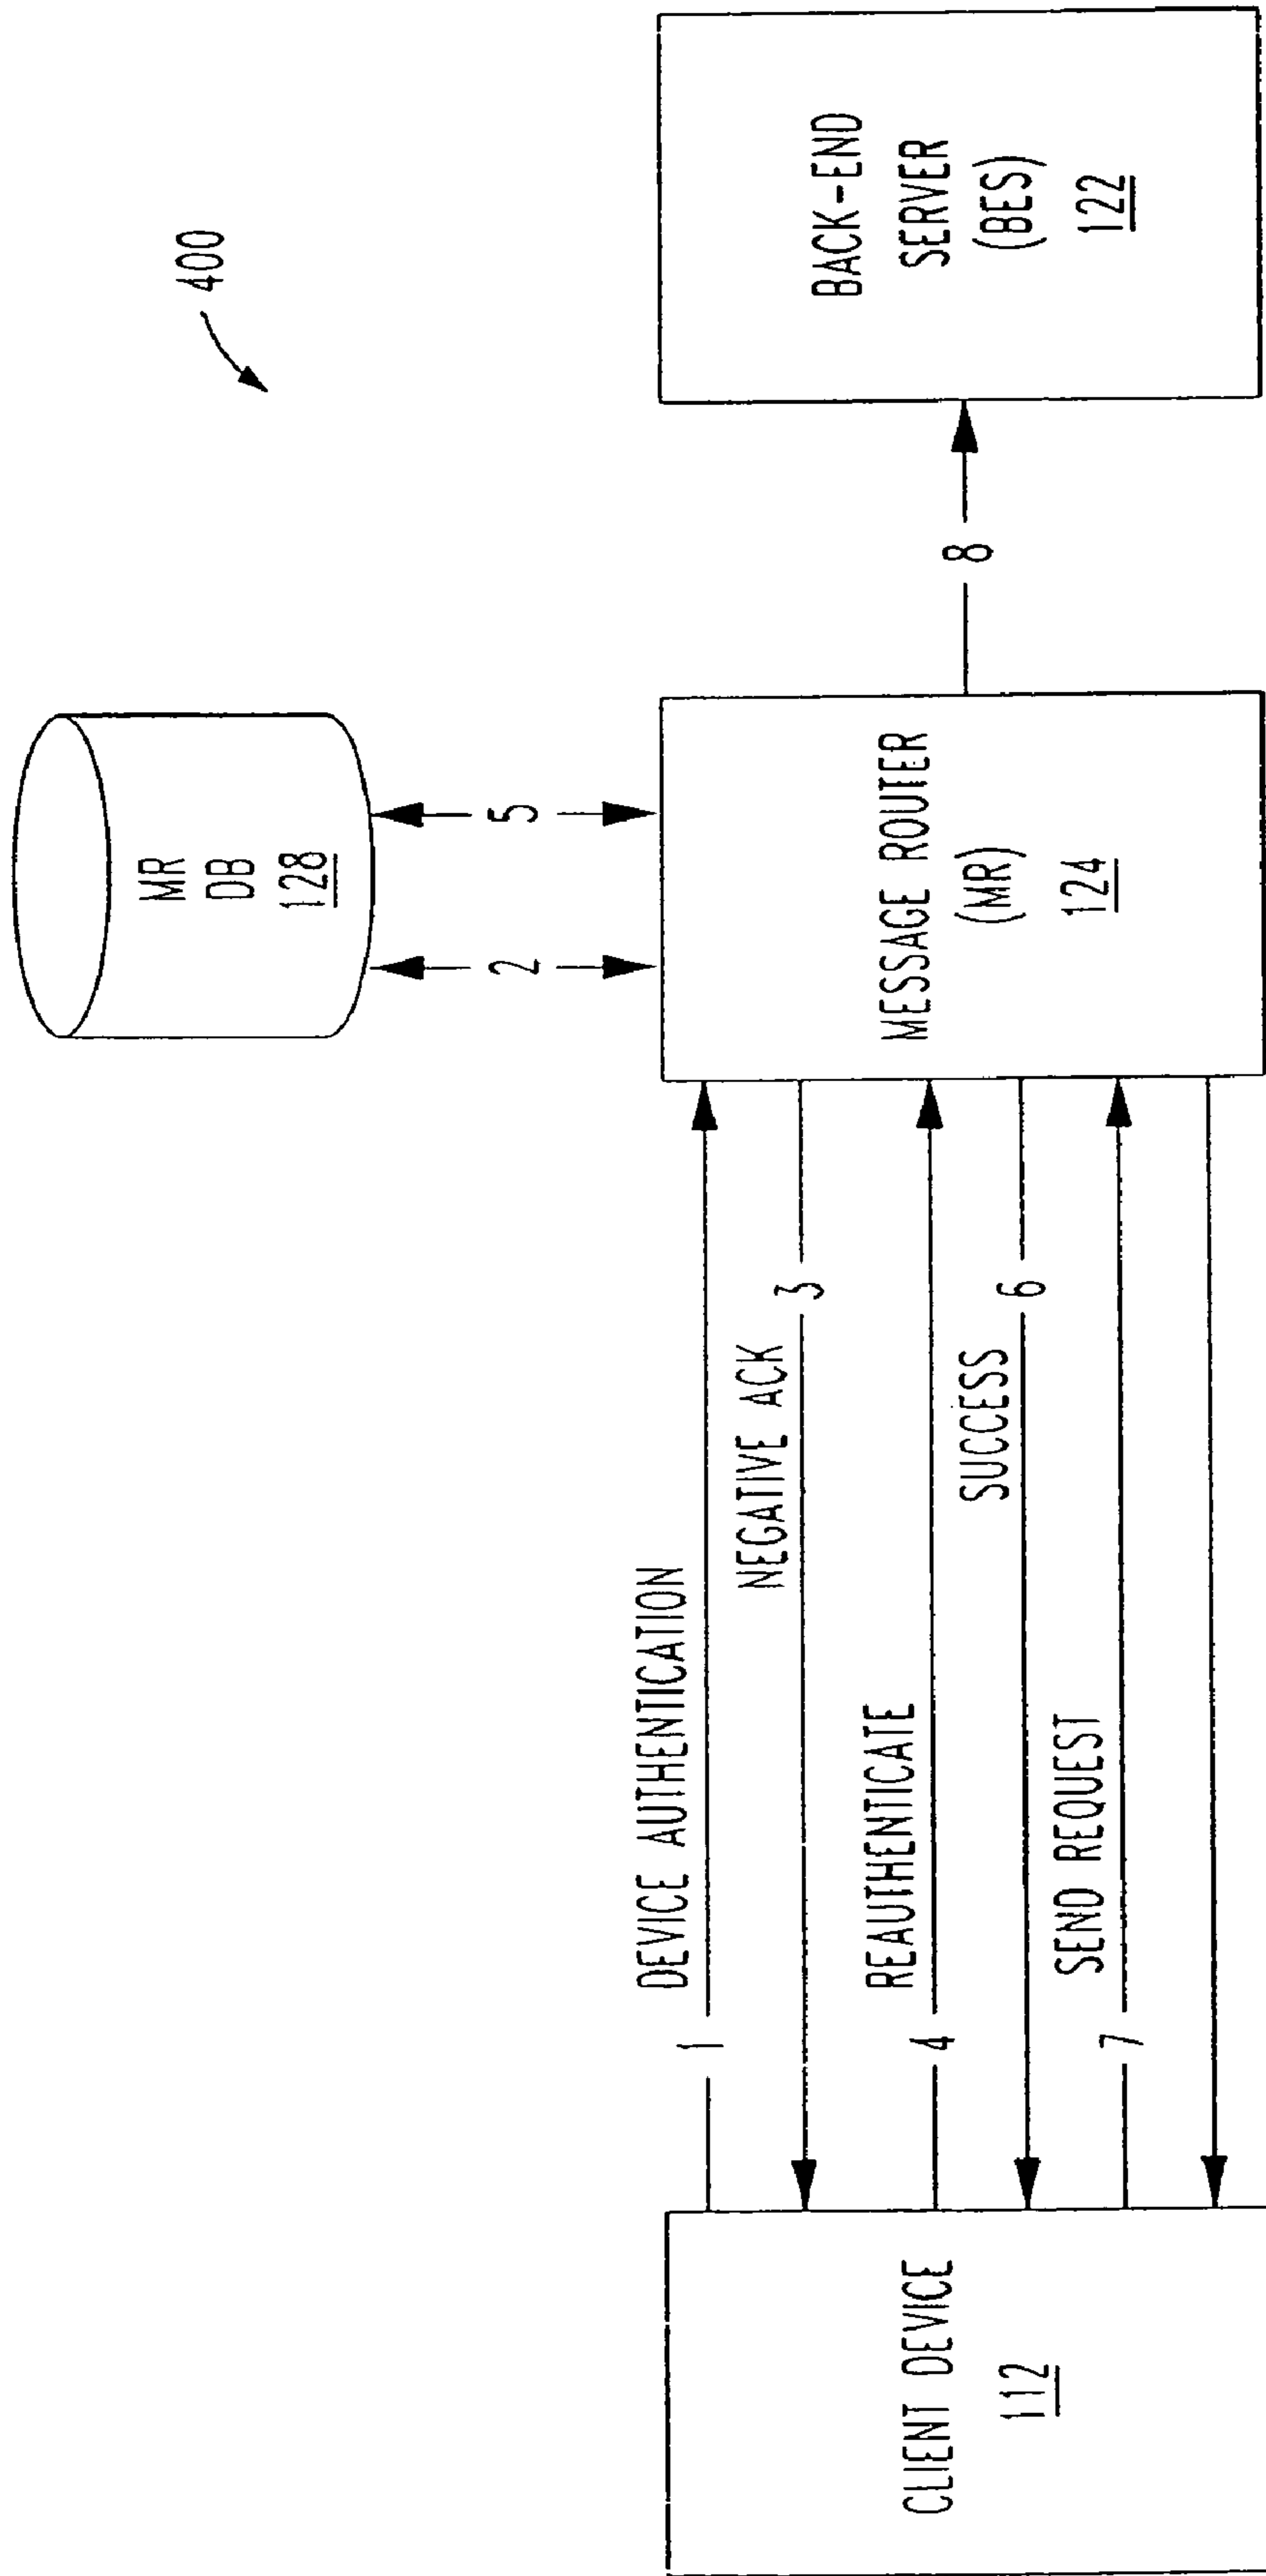 400
MR
DB
128
2
5
CLIENT DEVICE
112
1
DEVICE AUTHENTICATION
NEGATIVE ACK
3
4
REAUTHENTICATE
SUCCESS
6
7
SEND REQUEST
MESSAGE ROUTER
(MR)
124
8
BACK-END
SERVER
(BES)
122